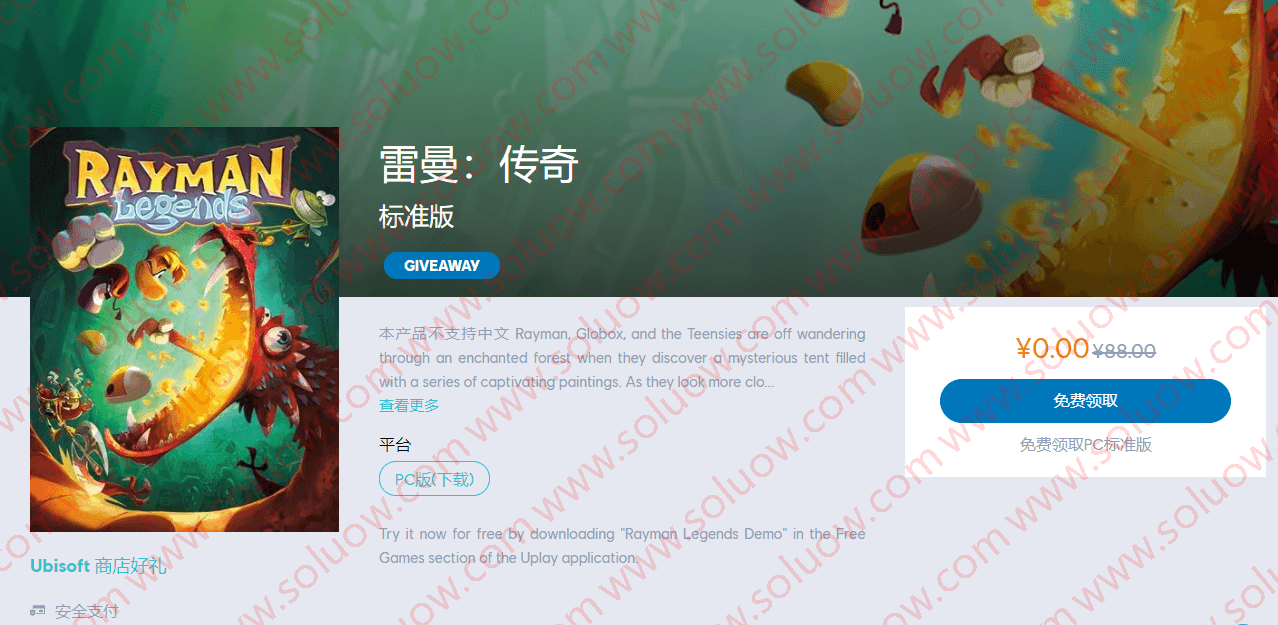 RAYMAN
Legends
雷曼：传奇
标准版
GIVEAWAY
本产品不支持中文 Rayman, Globox, and the Teensies are off wandering
through an enchanted forest when they discover a mysterious tent filled
with a series of captivating paintings. As they look more clo...
查看更多
平台
PC版(下载)
Try it now for free by downloading "Rayman Legends Demo" in the Free
Games section of the Uplay application.
¥0.00 ¥88.00
免费领取
免费领取PC标准版
Ubisoft 商店好礼
安全支付
www.soluow.com